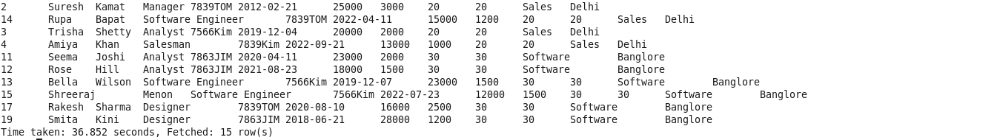 2 Suresh Kamat Manager 7839TOM 2012-02-21 25000 3000 20 20 Sales Delhi
14 Rupa Bapat Software Engineer 7839TOM 2022-04-11 15000 1200 20 20 Sales Delhi
3 Trisha Shetty Analyst 7566Kim 2019-12-04 20000 2000 20 20 Sales Delhi
4 Amiya Khan Salesman 7839Kim 2022-09-21 13000 1000 20 20 Sales Delhi
11 Seema Joshi Analyst 7863JIM 2020-04-11 23000 2000 30 30 Software Banglore
12 Rose Hill Analyst 7863JIM 2021-08-23 18000 1500 30 30 Software Banglore
13 Bella Wilson Software Engineer 7566Kim 2019-12-07 23000 1500 30 30 Software Banglore
15 Shreeraj Menon Software Engineer 7566Kim 2022-07-23 12000 1500 30 30 Software Banglore
17 Rakesh Sharma Designer 7839TOM 2020-08-10 16000 2500 30 30 Software Banglore
19 Smita Kini Designer 7863JIM 2018-06-21 28000 1200 30 30 Software Banglore
Time taken: 36.852 seconds, Fetched: 15 row(s)